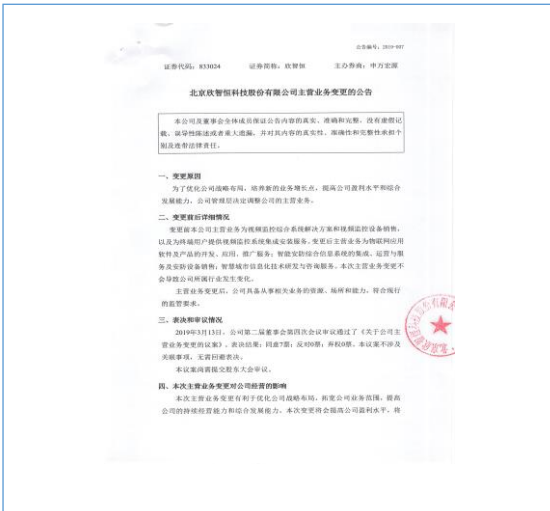 公告编号：2019-007
证券代码：833024 证券简称：欣智恒 主办券商：申万宏源
北京欣智恒科技股份有限公司主营业务变更的公告
本公司及董事会全体成员保证公告内容的真实、准确和完整，没有虚假记
载、误导性陈述或者重大遗漏，并对其内容的真实性、准确性和完整性承担个
别及连带法律责任。
一、变更原因
为了优化公司战略布局，培养新的业务增长点，提高公司盈利水平和综合
发展能力，公司管理层决定调整公司的主营业务。
二、变更前后详细情况
变更前本公司主营业务为视频监控综合系统解决方案和视频监控设备销售，
以及为终端用户提供视频监控系统集成安装服务，变更后主营业务为物联网应用
软件及产品的开发、应用、推广服务；智能安防综合信息系统的集成、运营与服
务及安防设备销售；智慧城市信息化技术研发与咨询服务。本次主营业务变更不
会导致公司所属行业发生变化。
主营业务变更后，公司具备从事相关业务的资源、场所和能力，符合现行
的监管要求。
三、表决和审议情况
2019年3月13日，公司第二届董事会第四次会议审议通过了《关于公司主
营业务变更的议案》。表决结果：同意7票；反对0票；弃权0票。本议案不涉及
关联事项，无需回避表决。
本议案尚需提交股东大会审议。
四、本次主营业务变更对公司经营的影响
本次主营业务变更有利于优化公司战略布局，拓宽公司业务范围，提高
公司的持续经营能力和综合发展能力。本次变更将会提高公司盈利水平，将